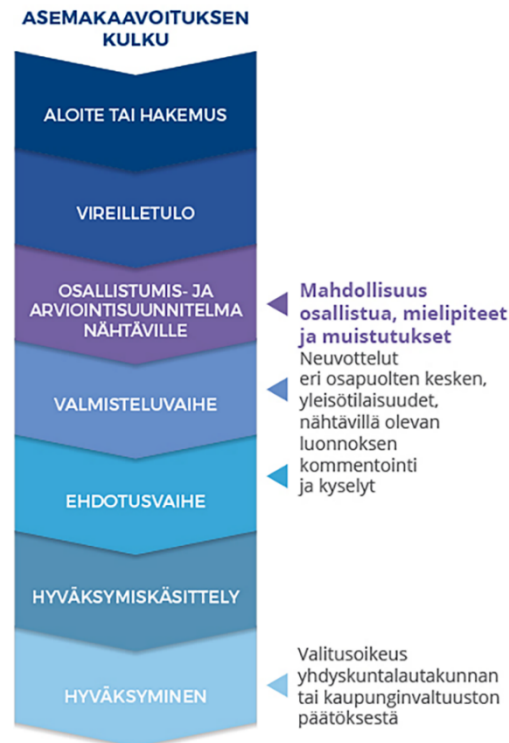 ASEMAKAAVOITUKSEN
KULKU
ALOITE TAI HAKEMUS
VIREILLETULO
OSALLISTUMIS- JA
ARVIOINTISUUNNITELMA
NÄHTÄVILLE
Mahdollisuus
osallistua, mielipiteet
ja muistutukset
VALMISTELUVAIHE
Neuvottelut
eri osapuolten kesken,
yleisötilaisuudet,
nähtävillä olevan
luonnoksen
kommentointi
ja kyselyt
EHDOTUSVAIHE
HYVÄKSYMISKÄSITTELY
HYVÄKSYMINEN
Valitusoikeus
yhdyskuntalautakunnan
tai kaupunginvaltuuston
päätöksestä